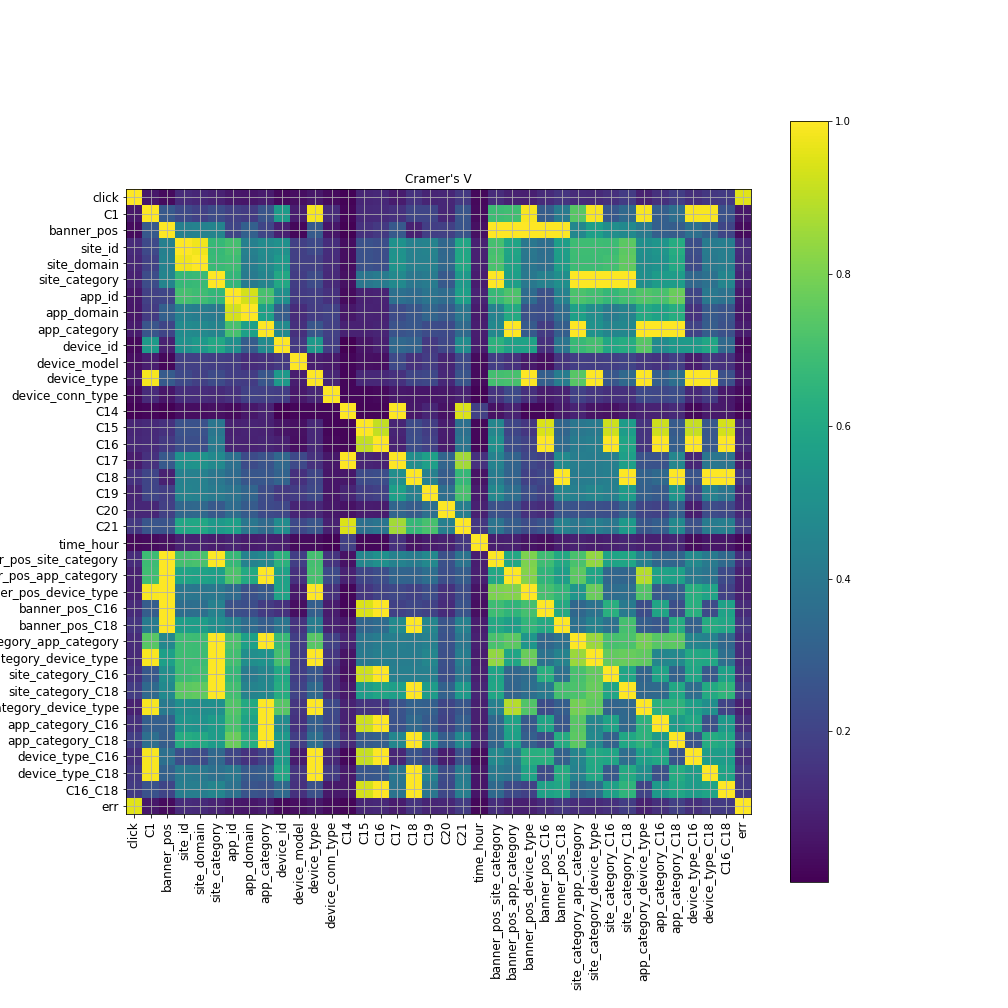 Cramer's V
click
C1
banner_pos
site_id
site_domain
site_category
app_id
app_domain
app_category
device_id
device_model
device_type
device_conn_type
C14
C15
C16
C17
C18
C19
C20
C21
time_hour
r_pos_site_category
r_pos_app_category
er_pos_device_type
banner_pos_C16
banner_pos_C18
egory_app_category
tegory_device_type
site_category_C16
site_category_C18
tegory_device_type
app_category_C16
app_category_C18
device_type_C16
device_type_C18
C16_C18
err
click
C1
banner_pos
site_id
site_domain
site_category
app_id
app_domain
app_category
device_id
device_model
device_type
device_conn_type
C14
C15
C16
C17
C18
C19
C20
C21
time_hour
banner_pos_site_category
banner_pos_app_category
banner_pos_device_type
banner_pos_C16
banner_pos_C18
site_category_app_category
site_category_device_type
site_category_C16
site_category_C18
app_category_device_type
app_category_C16
app_category_C18
device_type_C16
device_type_C18
C16_C18
err
1.0
0.8
0.6
0.4
0.2